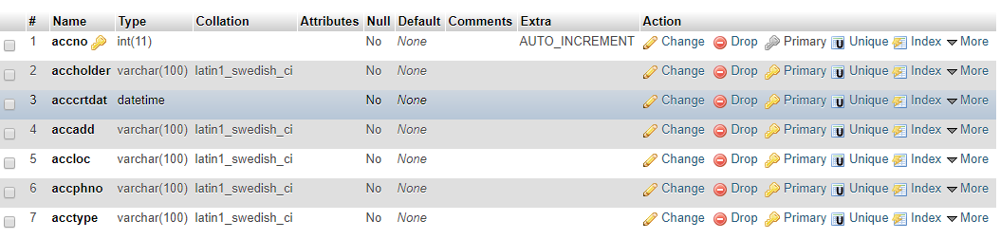 # Name Type Collation Attributes Null Default Comments Extra Action
1 accno int(11) No None AUTO_INCREMENT Change Drop Primary Unique Index More
2 accholder varchar(100) latin1_swedish_ci No None Change Drop Primary Unique Index More
3 acccrtdat datetime No None Change Drop Primary Unique Index More
4 accadd varchar(100) latin1_swedish_ci No None Change Drop Primary Unique Index More
5 accloc varchar(100) latin1_swedish_ci No None Change Drop Primary Unique Index More
6 accphno varchar(100) latin1_swedish_ci No None Change Drop Primary Unique Index More
7 acctype varchar(100) latin1_swedish_ci No None Change Drop Primary Unique Index More